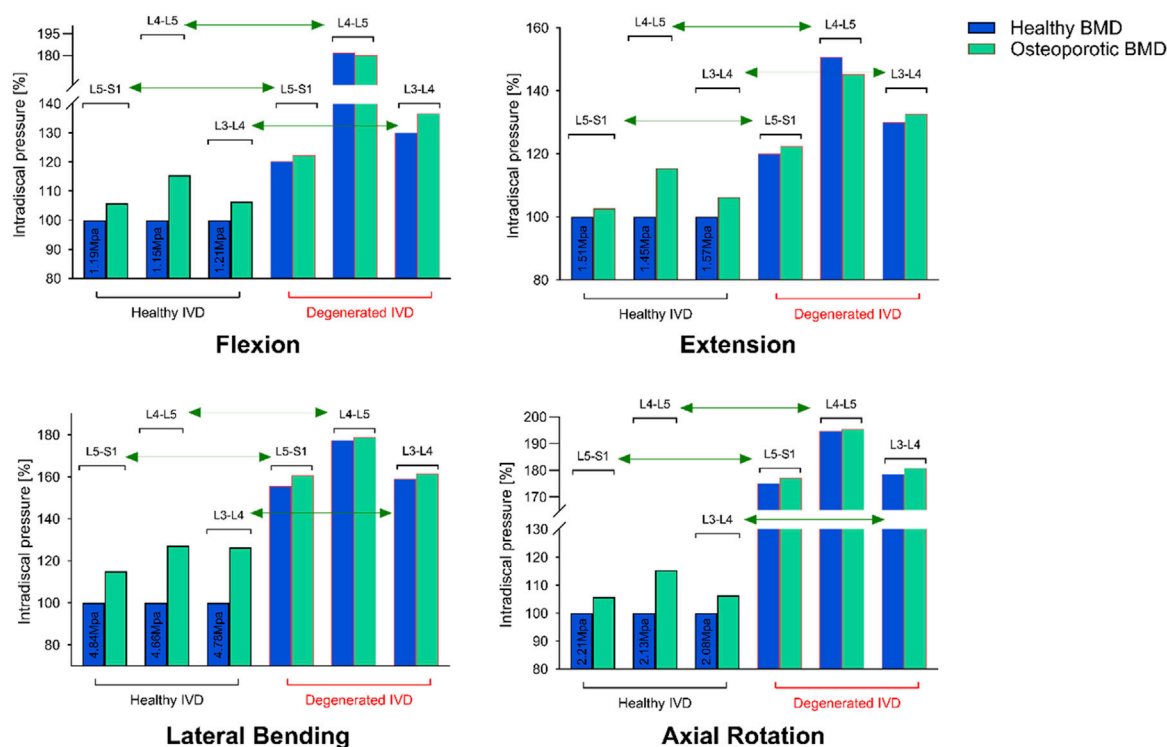 Healthy BMD
Osteoporotic BMD
Intradiscal pressure [%]
195
180
140
120
100
80
L5-S1
L4-L5
L3-L4
L5-S1
L4-L5
L3-L4
1.19Mpa
1.15Mpa
1.21Mpa
Healthy IVD
Degenerated IVD
Flexion
Intradiscal pressure [%]
160
140
120
100
80
L5-S1
L4-L5
L3-L4
L5-S1
L4-L5
L3-L4
1.51Mpa
1.45Mpa
1.57Mpa
Healthy IVD
Degenerated IVD
Extension
Intradiscal pressure [%]
180
160
140
120
100
80
L5-S1
L4-L5
L3-L4
L5-S1
L4-L5
L3-L4
4.84Mpa
4.66Mpa
4.78Mpa
Healthy IVD
Degenerated IVD
Lateral Bending
Intradiscal pressure [%]
200
190
180
170
130
120
110
100
90
80
L5-S1
L4-L5
L3-L4
L5-S1
L4-L5
L3-L4
2.21Mpa
2.13Mpa
2.08Mpa
Healthy IVD
Degenerated IVD
Axial Rotation